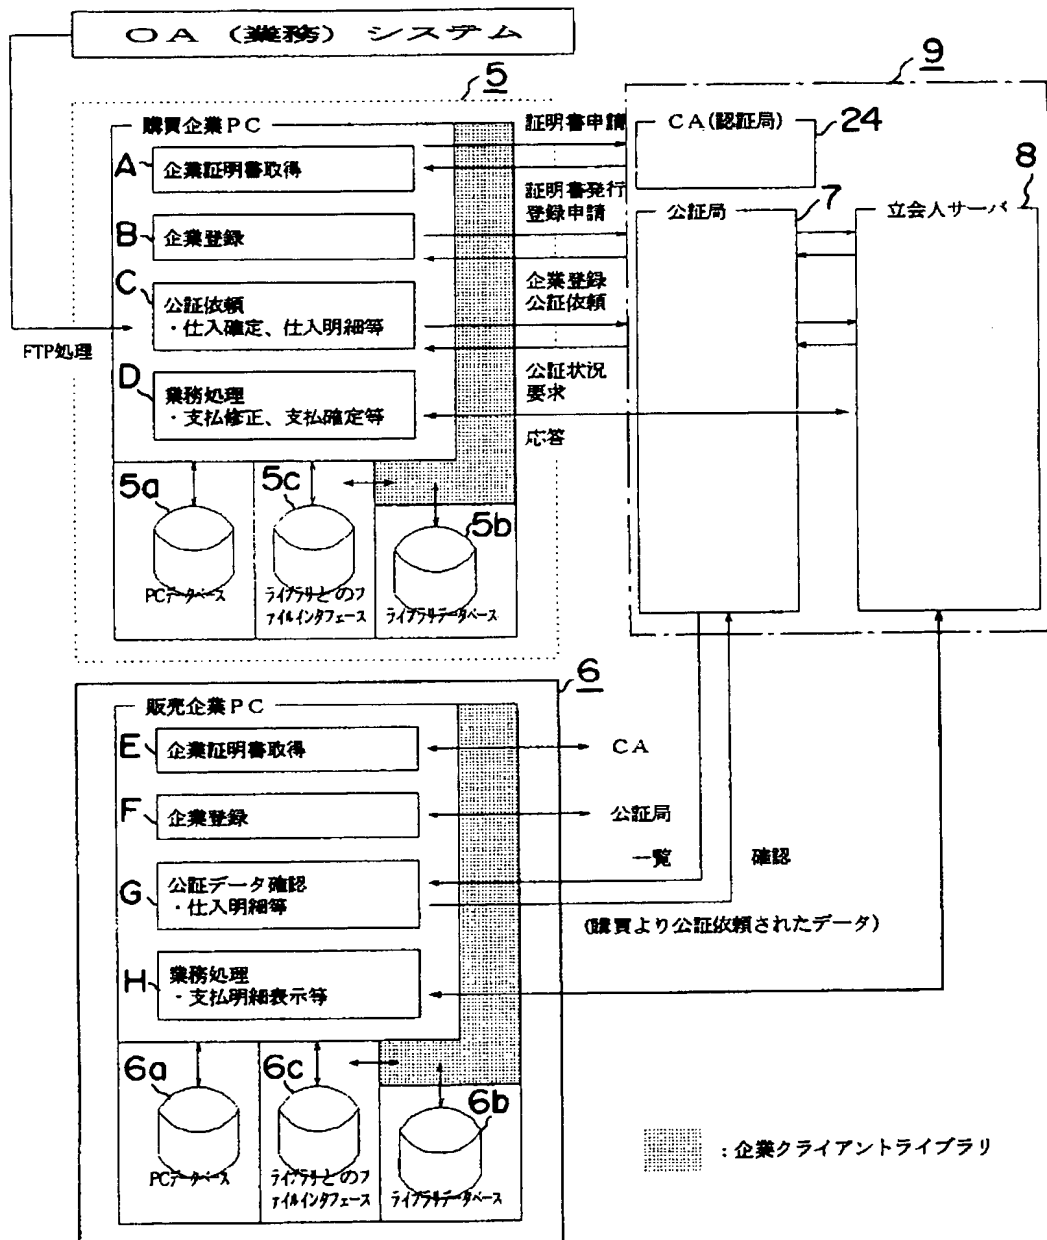 OA（業務）システム
5
9
購買企業PC
証明書申請
CA(認証局)
24
A
企業証明書取得
8
証明書発行
登録申請
公証局
7
立会人サーバ
B
企業登録
C
企業登録
公証依頼
公証依頼
・仕入確定、仕入明細等
FTP処理
D
公証状況
要求
業務処理
・支払修正、支払確定等
応答
5a
5c
5b
PCデータベース
ライブラリとのフ
ァイルインタフェース
ライブラリデータベース
6
販売企業PC
E
企業証明書取得
CA
F
企業登録
公証局
一覧
確認
G
公証データ確認
・仕入明細等
(購買より公証依頼されたデータ)
H
業務処理
・支払明細表示等
6a
6c
6b
PCデータベース
ライブラリとのフ
ァイルインタフェース
ライブラリデータベース
：企業クライアントライブラリ